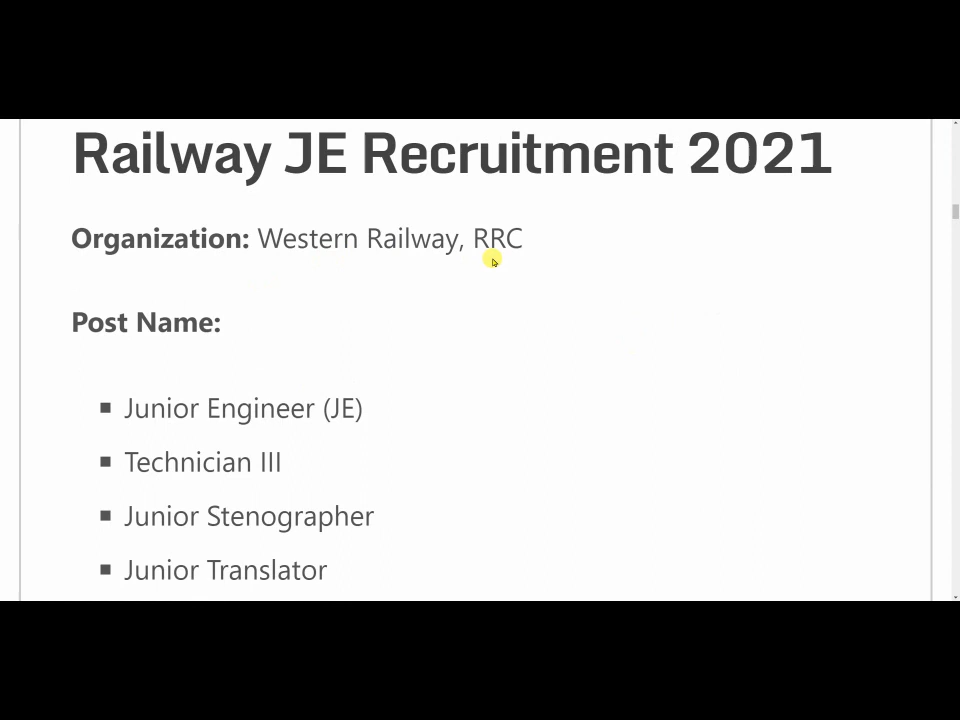 Railway JE Recruitment 2021
Organization: Western Railway, RRC
Post Name:
Junior Engineer (JE)
Technician III
Junior Stenographer
Junior Translator